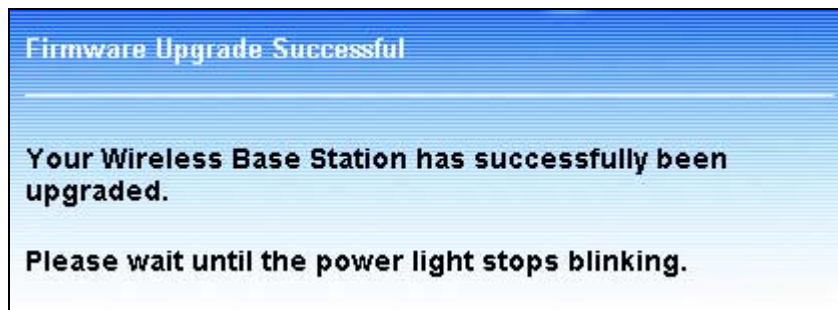 Firmware Upgrade Successful
Your Wireless Base Station has successfully been
upgraded.
Please wait until the power light stops blinking.